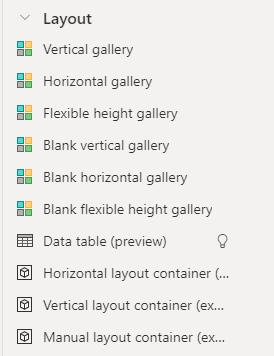 Layout
Vertical gallery
Horizontal gallery
Flexible height gallery
Blank vertical gallery
Blank horizontal gallery
Blank flexible height gallery
Data table (preview)
Horizontal layout container (...
Vertical layout container (ex...
Manual layout container (ex...